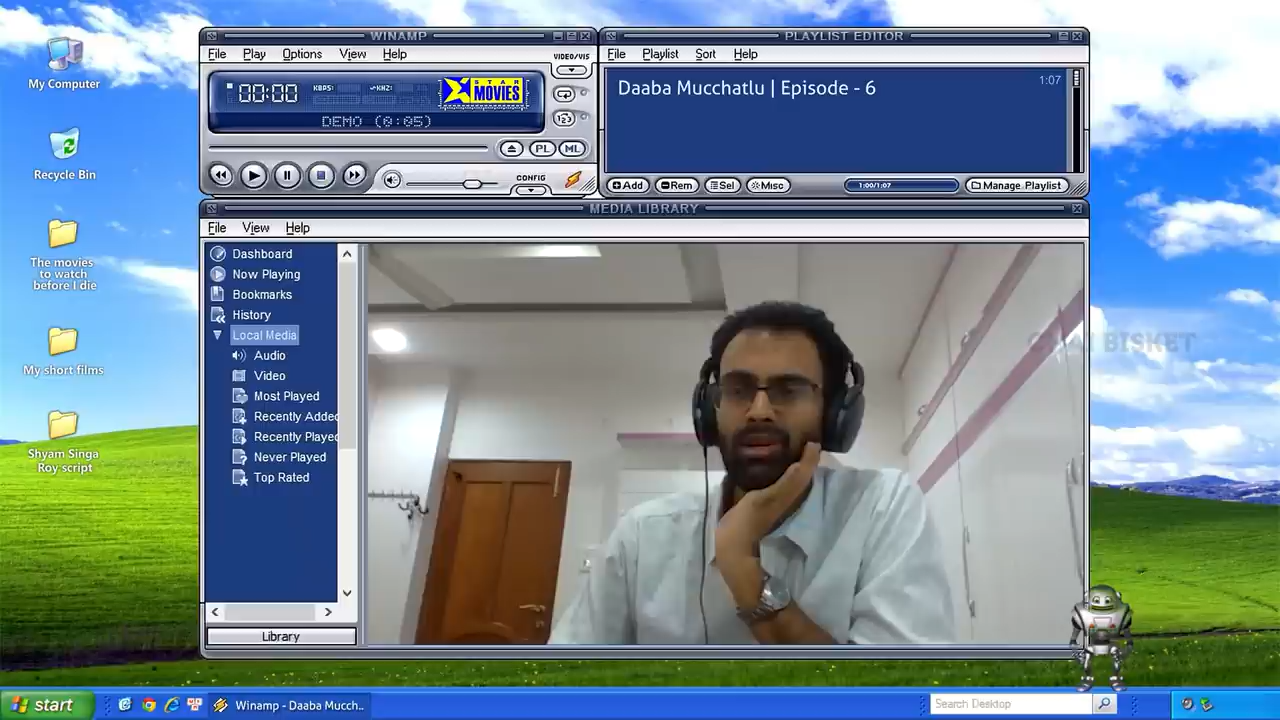 My Computer
Recycle Bin
The movies
to watch
before I die
My short films
Shyam Singa
Roy script
WINAMP
File Play Options View Help
VIDEO/VIS
00:00
KBPS:
KHZ:
STAR
MOVIES
DEMO (0:05)
PL ML
CONFIG
PLAYLIST EDITOR
File Playlist Sort Help
Daaba Mucchatlu | Episode - 6
1:07
Add Rem Sel Misc
1:00/1:07
Manage Playlist
MEDIA LIBRARY
File View Help
Dashboard
Now Playing
Bookmarks
History
Local Media
Audio
Video
Most Played
Recently Added
Recently Playe
Never Played
Top Rated
Library
BISKET
start
Winamp - Daaba Mucch..
Search Desktop